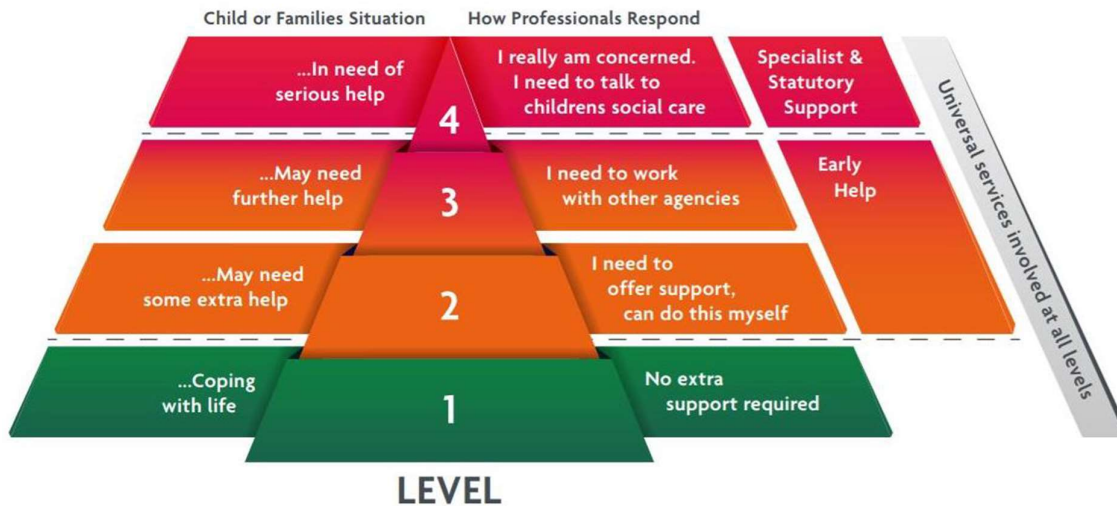 Child or Families Situation
How Professionals Respond
...In need of
serious help
4
I really am concerned.
I need to talk to
childrens social care
Specialist &
Statutory
Support
...May need
further help
3
I need to work
with other agencies
Early
Help
...May need
some extra help
2
I need to
offer support,
can do this myself
...Coping
with life
1
No extra
support required
Universal services involved at all levels
LEVEL